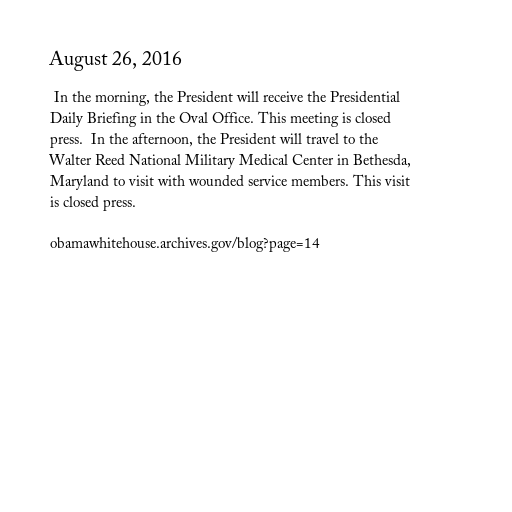 August 26, 2016
In the morning, the President will receive the Presidential
Daily Briefing in the Oval Office. This meeting is closed
press.  In the afternoon, the President will travel to the
Walter Reed National Military Medical Center in Bethesda,
Maryland to visit with wounded service members. This visit
is closed press.
obamawhitehouse.archives.gov/blog?page=14